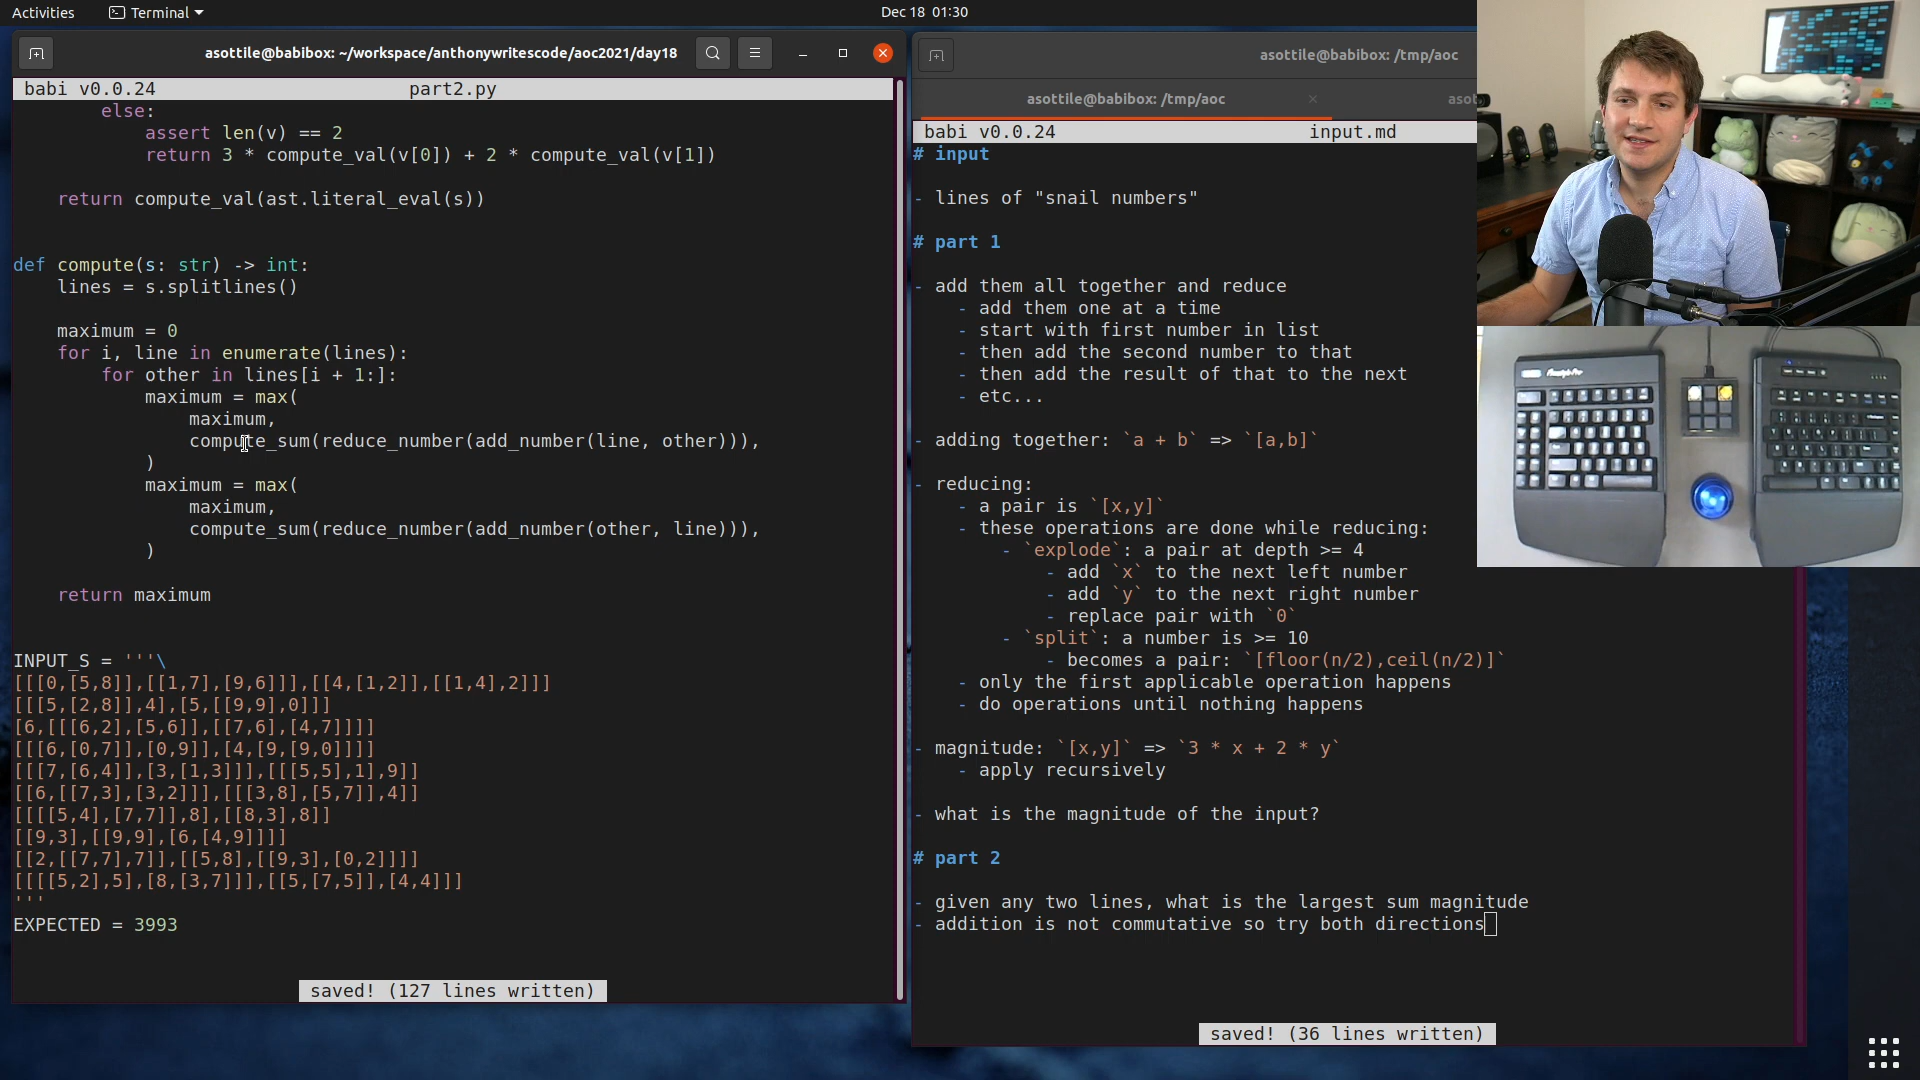 Activities
Terminal
Dec 18 01:30
asottile@babibox: ~/workspace/anthonywritescode/aoc2021/day18
babi v0.0.24 part2.py
else:
assert len(v) == 2
return 3 * compute_val(v[0]) + 2 * compute_val(v[1])
return compute_val(ast.literal_eval(s))
def compute(s: str) -> int:
lines = s.splitlines()
maximum = 0
for i, line in enumerate(lines):
for other in lines[i + 1:]:
maximum = max(
maximum,
compute_sum(reduce_number(add_number(line, other))),
)
maximum = max(
maximum,
compute_sum(reduce_number(add_number(other, line))),
)
return maximum
INPUT_S = '''\
[[[0,[5,8]],[[1,7],[9,6]]],[[4,[1,2]],[[1,4],2]]]
[[[5,[2,8]],4],[5,[[9,9],0]]]
[6,[[[6,2],[5,6]],[[7,6],[4,7]]]]
[[[6,[0,7]],[0,9]],[4,[9,[9,0]]]]
[[[7,[6,4]],[3,[1,3]]],[[[5,5],1],9]]
[[6,[[7,3],[3,2]]],[[[3,8],[5,7]],4]]
[[[[5,4],[7,7]],8],[[8,3],8]]
[[9,3],[[9,9],[6,[4,9]]]]
[[2,[[7,7],7]],[[5,8],[[9,3],[0,2]]]]
[[[[5,2],5],[8,[3,7]]],[[5,[7,5]],[4,4]]]
'''
EXPECTED = 3993
saved! (127 lines written)
asottile@babibox: /tmp/aoc
asottile@babibox: /tmp/aoc
babi v0.0.24 input.md
# input
- lines of "snail numbers"
# part 1
- add them all together and reduce
- add them one at a time
- start with first number in list
- then add the second number to that
- then add the result of that to the next
- etc...
- adding together: `a + b` => `[a,b]`
- reducing:
- a pair is `[x,y]`
- these operations are done while reducing:
- `explode`: a pair at depth >= 4
- add `x` to the next left number
- add `y` to the next right number
- replace pair with `0`
- `split`: a number is >= 10
- becomes a pair: `[floor(n/2),ceil(n/2)]`
- only the first applicable operation happens
- do operations until nothing happens
- magnitude: `[x,y]` => `3 * x + 2 * y`
- apply recursively
- what is the magnitude of the input?
# part 2
- given any two lines, what is the largest sum magnitude
- addition is not commutative so try both directions
saved! (36 lines written)